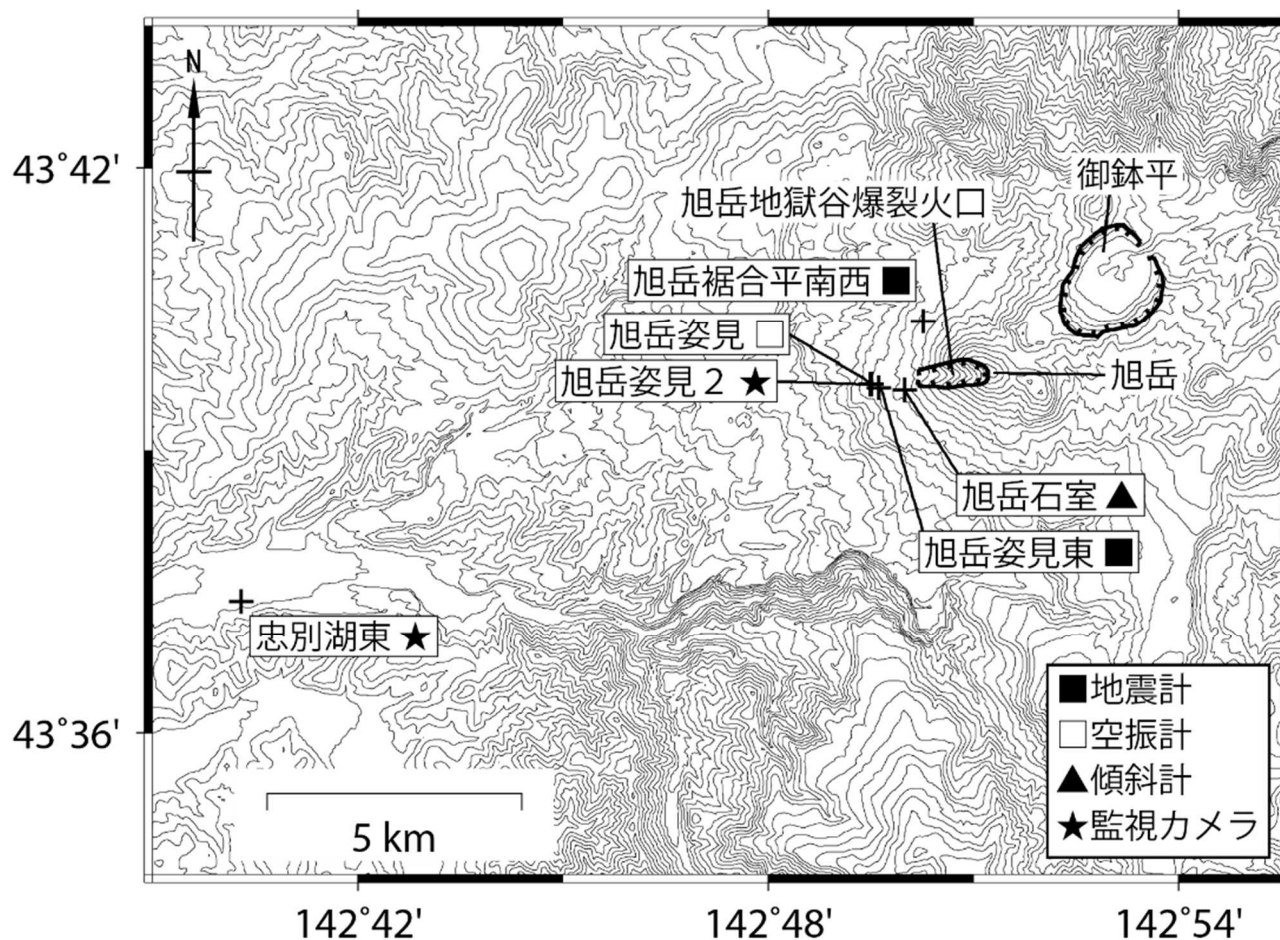 N
43°42'
御鉢平
旭岳地獄谷爆裂火口
旭岳裾合平南西 ■
旭岳姿見 □
旭岳姿見２ ★
旭岳
旭岳石室 ▲
旭岳姿見東 ■
忠別湖東 ★
43°36'
5 km
■地震計
□空振計
▲傾斜計
★監視カメラ
142°42'
142°48'
142°54'